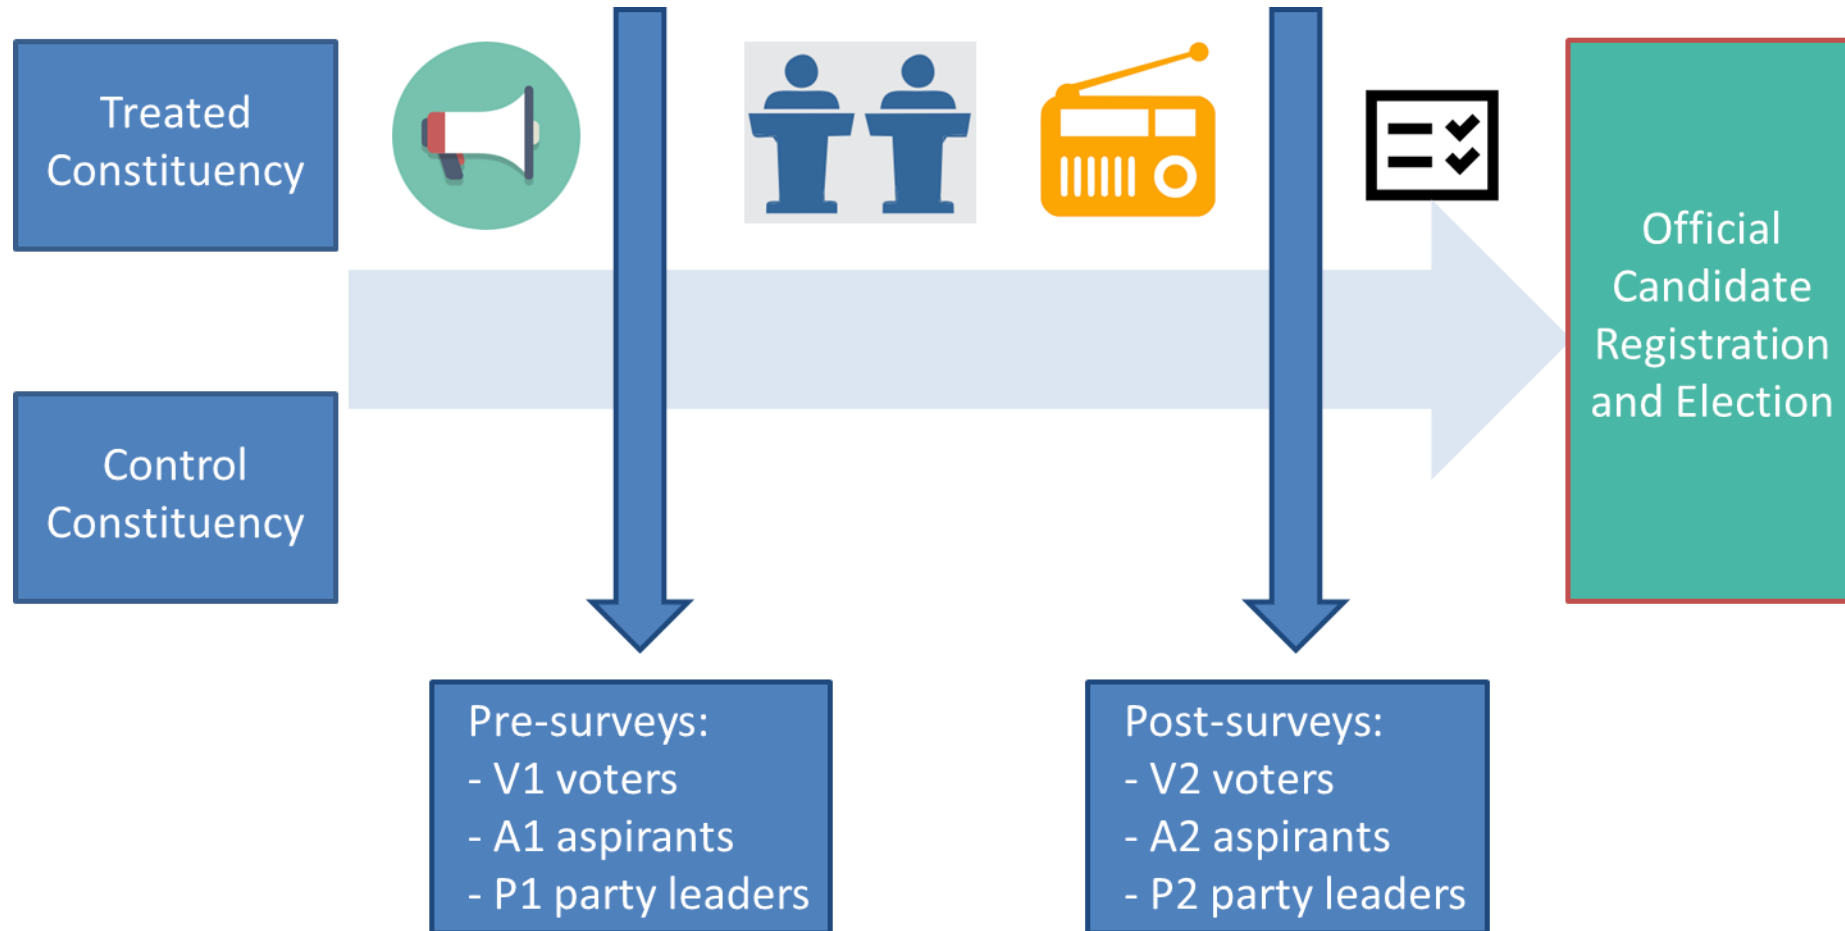 Treated
Constituency
Control
Constituency
Official
Candidate
Registration
and Election
Pre-surveys:
- V1 voters
- A1 aspirants
- P1 party leaders
Post-surveys:
- V2 voters
- A2 aspirants
- P2 party leaders